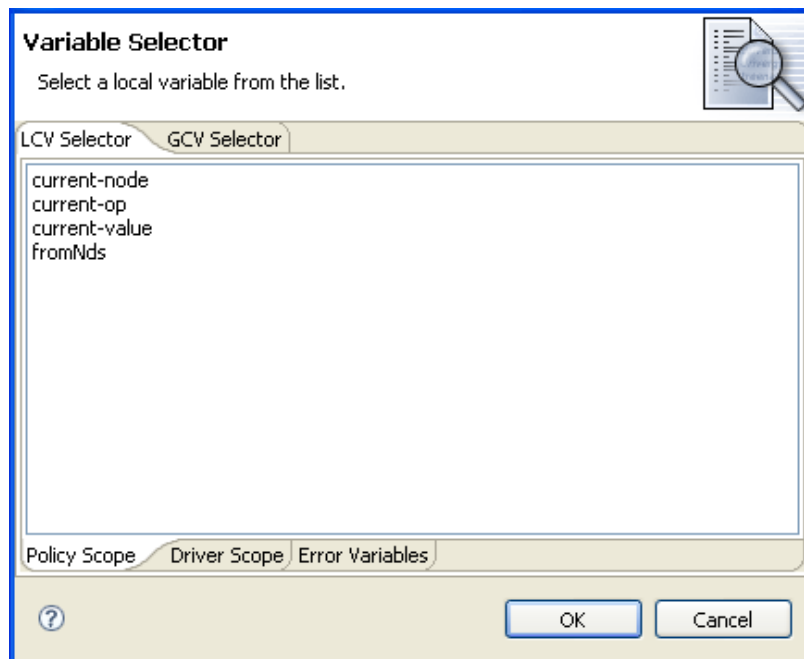 Variable Selector
Select a local variable from the list.
LCV Selector GCV Selector
current-node
current-op
current-value
fromNds
Policy Scope Driver Scope Error Variables
? OK Cancel